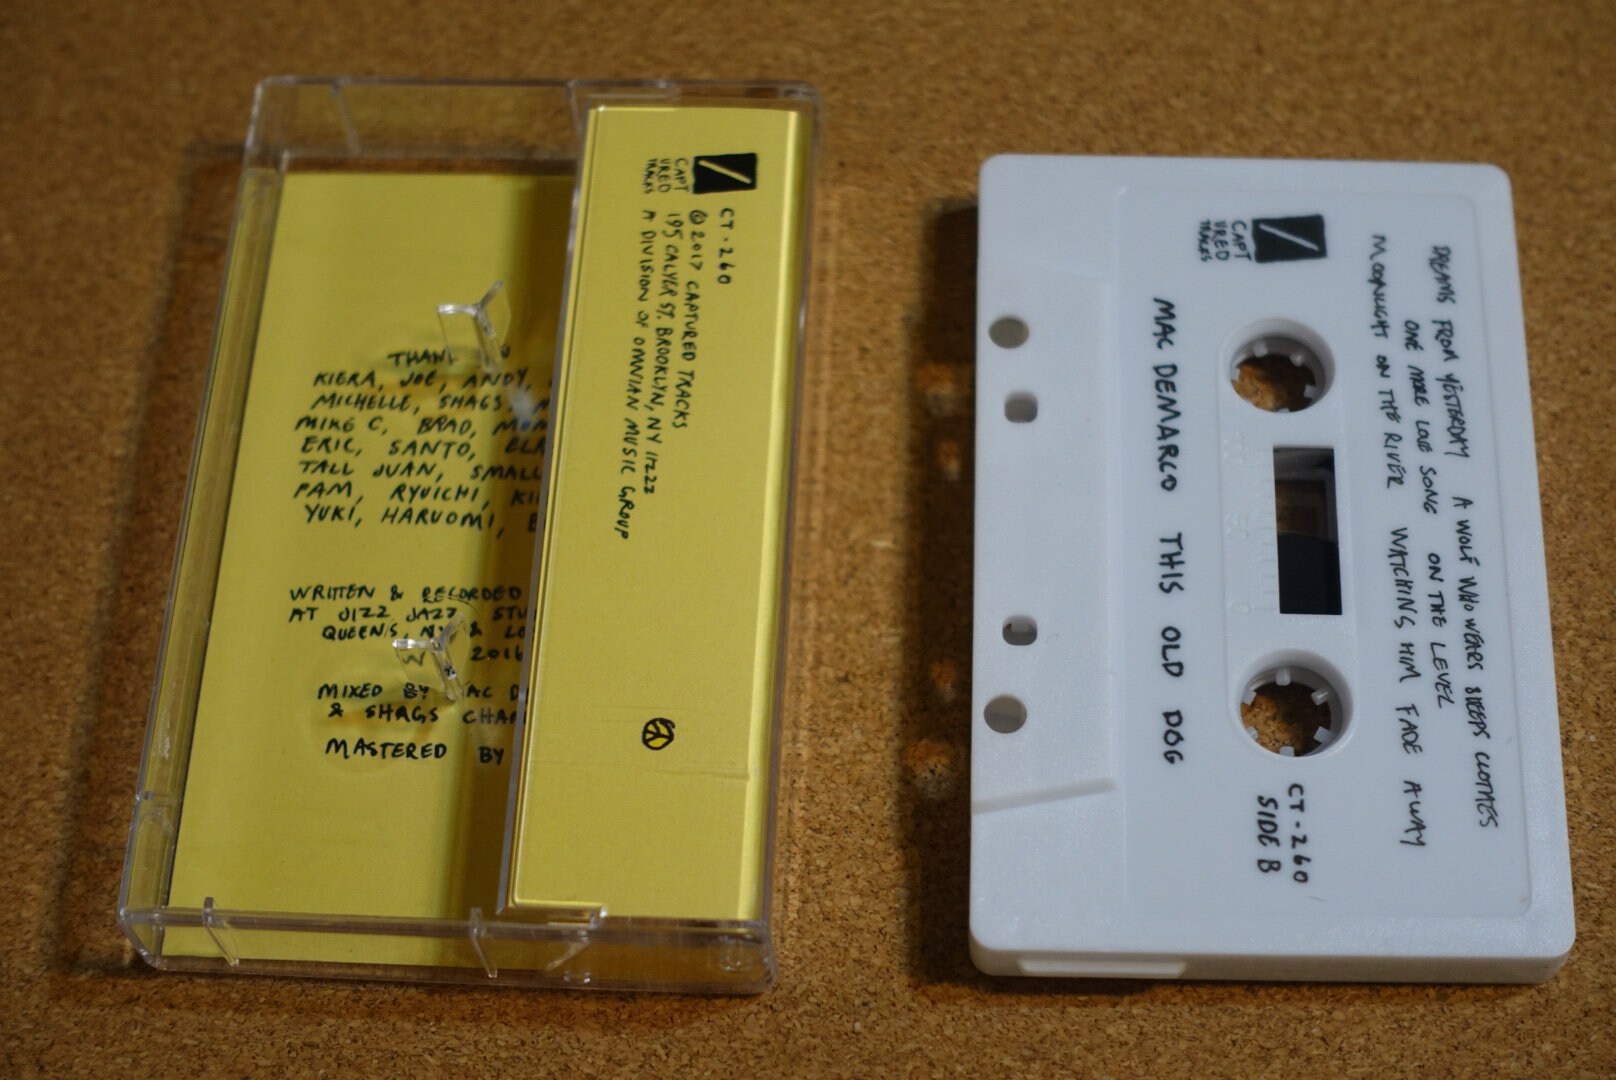 THANK
KIERA, JOE, ANDY,
MICHELLE, SHAGS,
MIKE C, BRAD,
ERIC, SANTO,
TALL JUAN, SMALL
PAM, RYUICHI,
YUKI, HARUOMI,
WRITTEN & RECORDED
AT JIZZ JAZZ
QUEENS, NY &
2016
MIXED BY
& SHAGS
MASTERED BY
CAPT
URED
TRACKS
CT-260
©2017 CAPTURED TRACKS
195 CALYER ST. BROOKLYN, NY 11222
A DIVISION OF OMNIAN MUSIC GROUP
DREAMS FROM YESTERDAY A WOLF WHO WEARS SHEEPS CLOTHES
ONE MORE LOVE SONG ON THE LEVEL
MOONLIGHT ON THE RIVER WATCHING HIM FADE AWAY
CAPT
URED
TRACKS
CT-260
SIDE B
MAC DEMARCO THIS OLD DOG